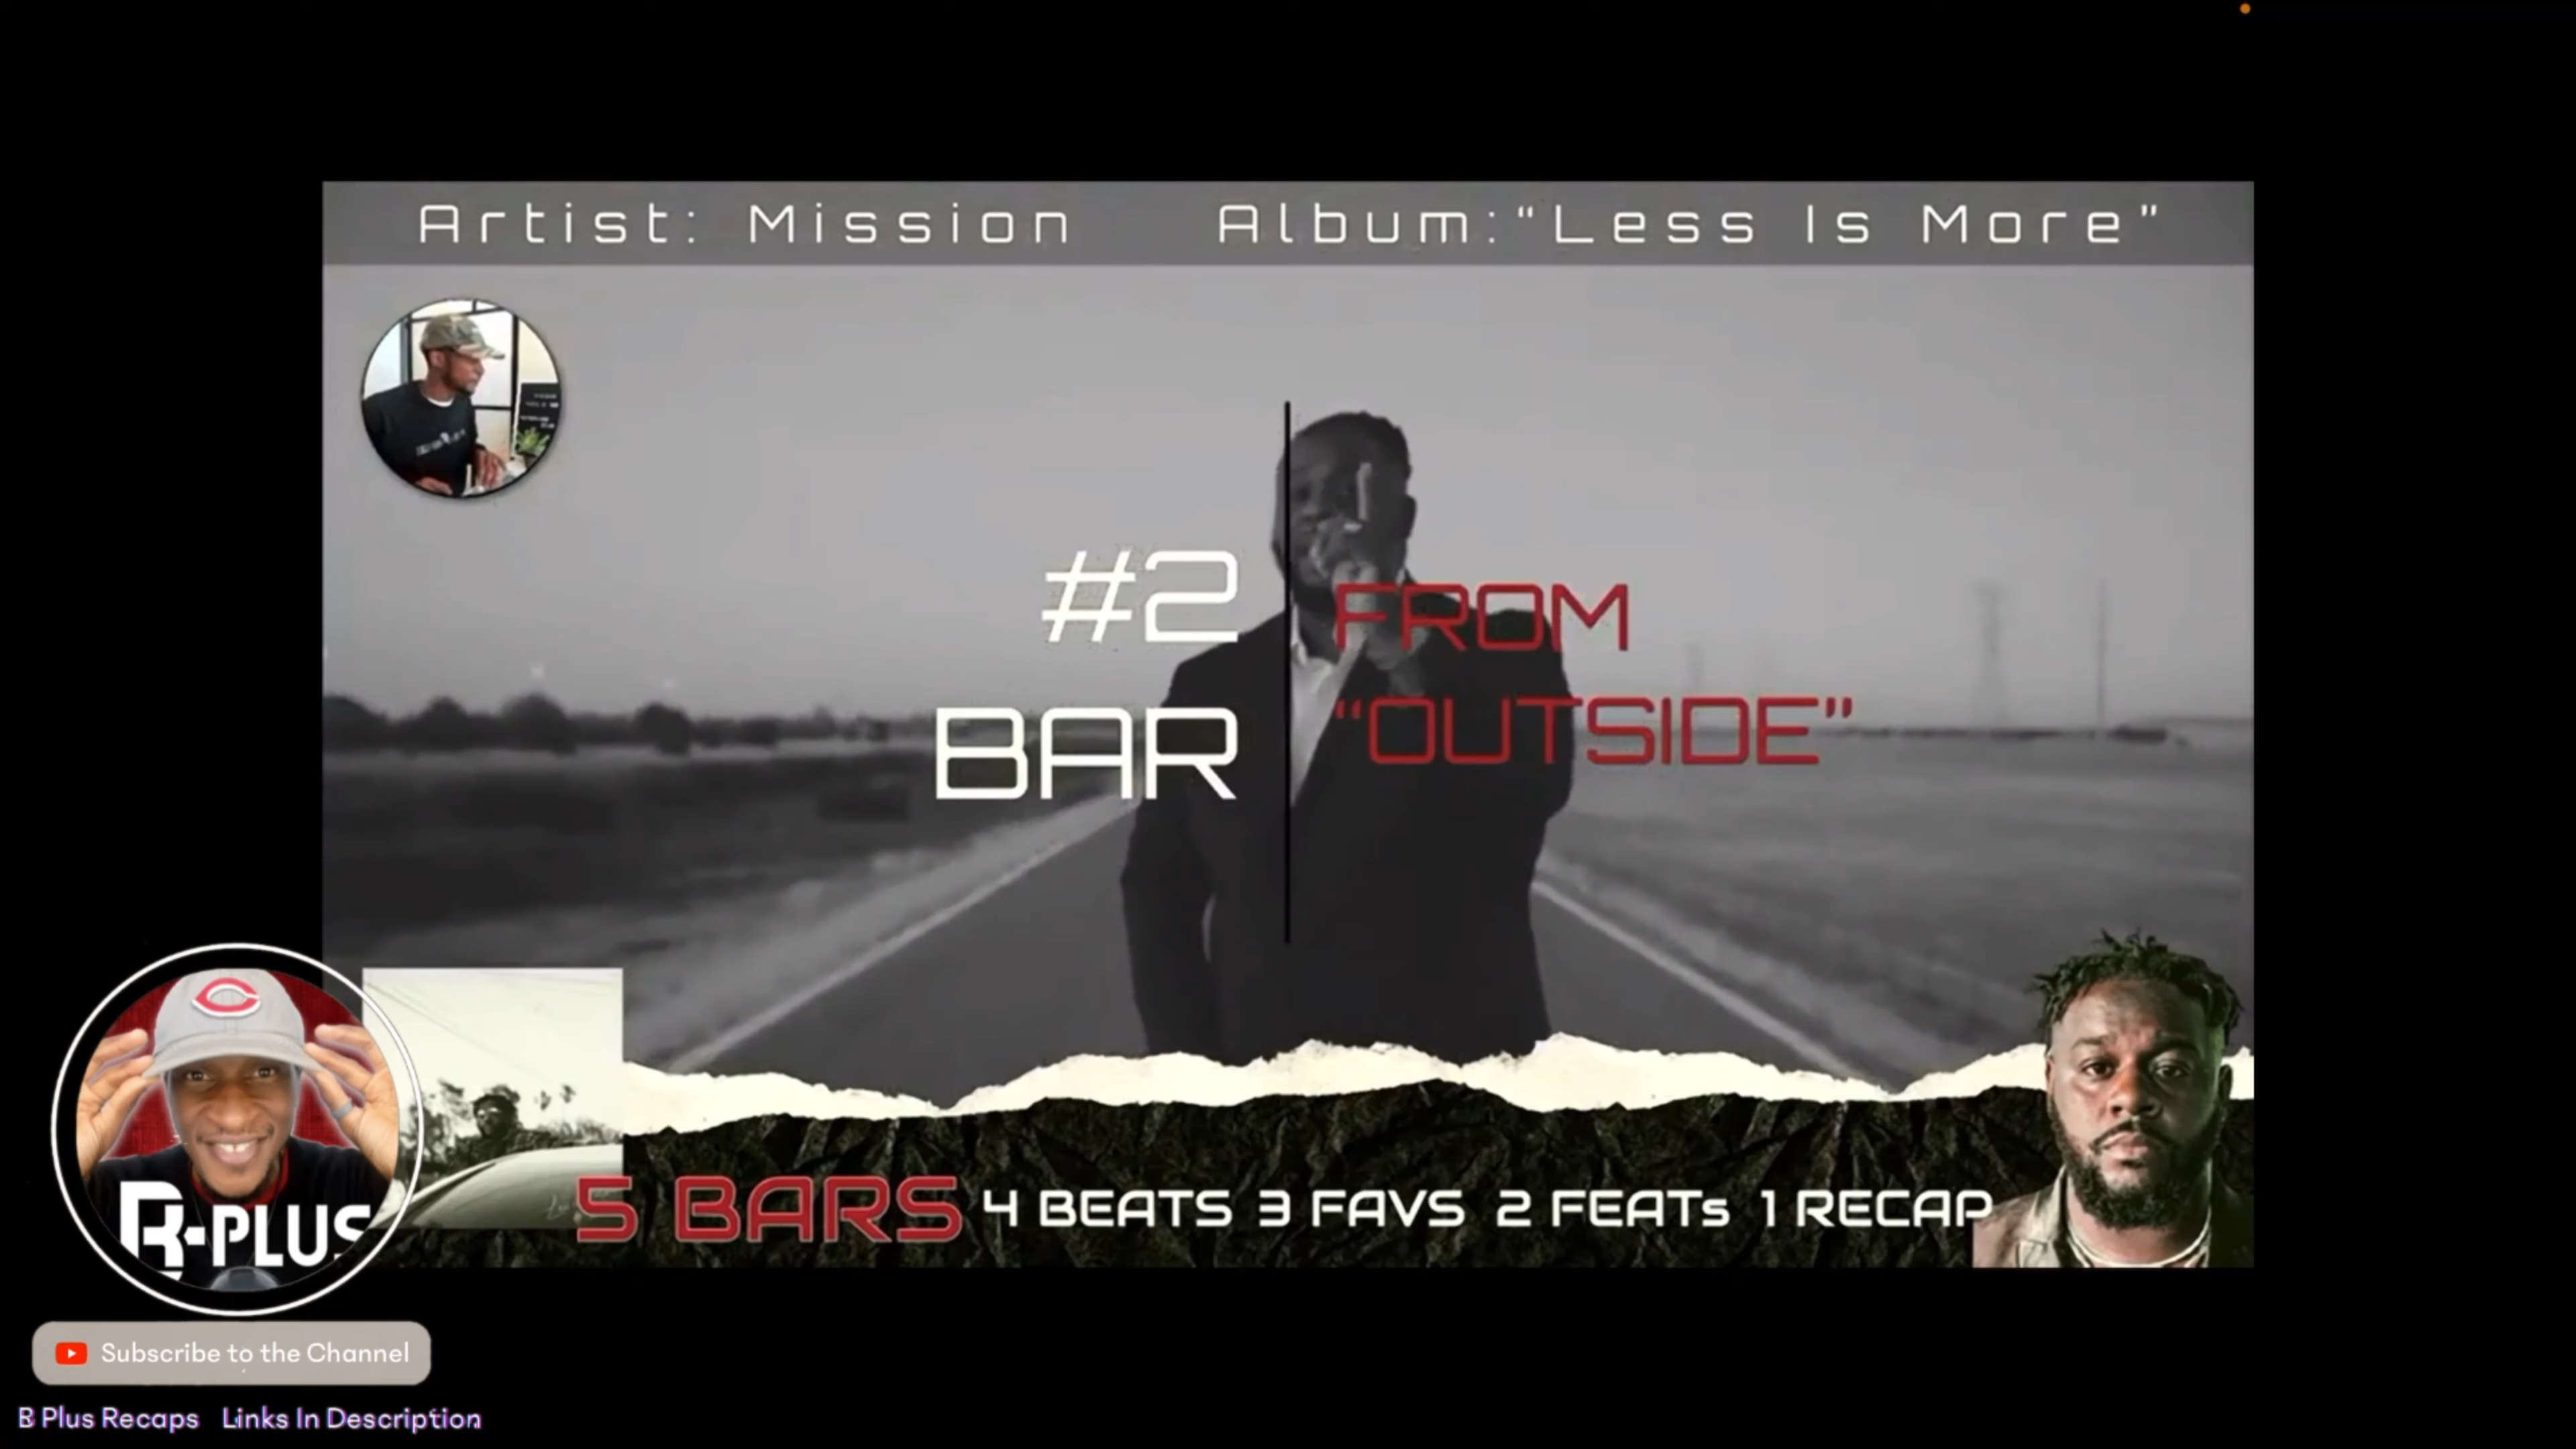 Artist: Mission Album:“Less Is More”
#2
BAR
FROM
“OUTSIDE”
5 BARS 4 BEATS 3 FAVS 2 FEATs 1 RECAP
B-PLUS
Subscribe to the Channel
B Plus Recaps Links In Description